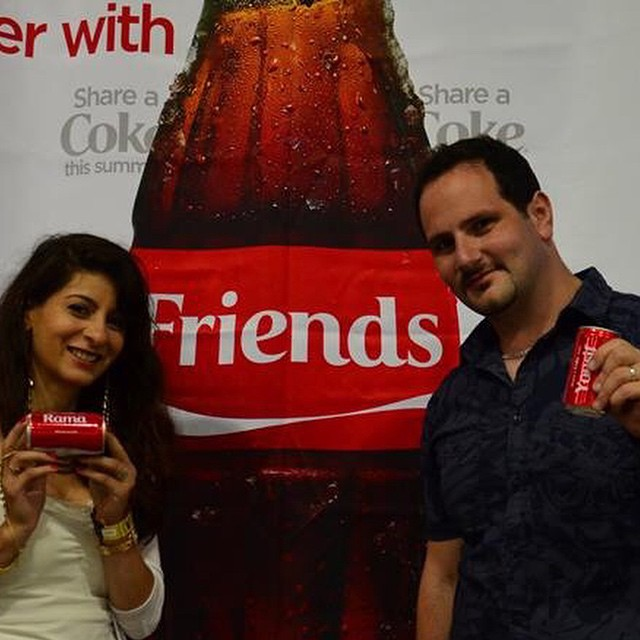 er with
Share a
Coke
this summ
Share a
Coke
Friends
Rama